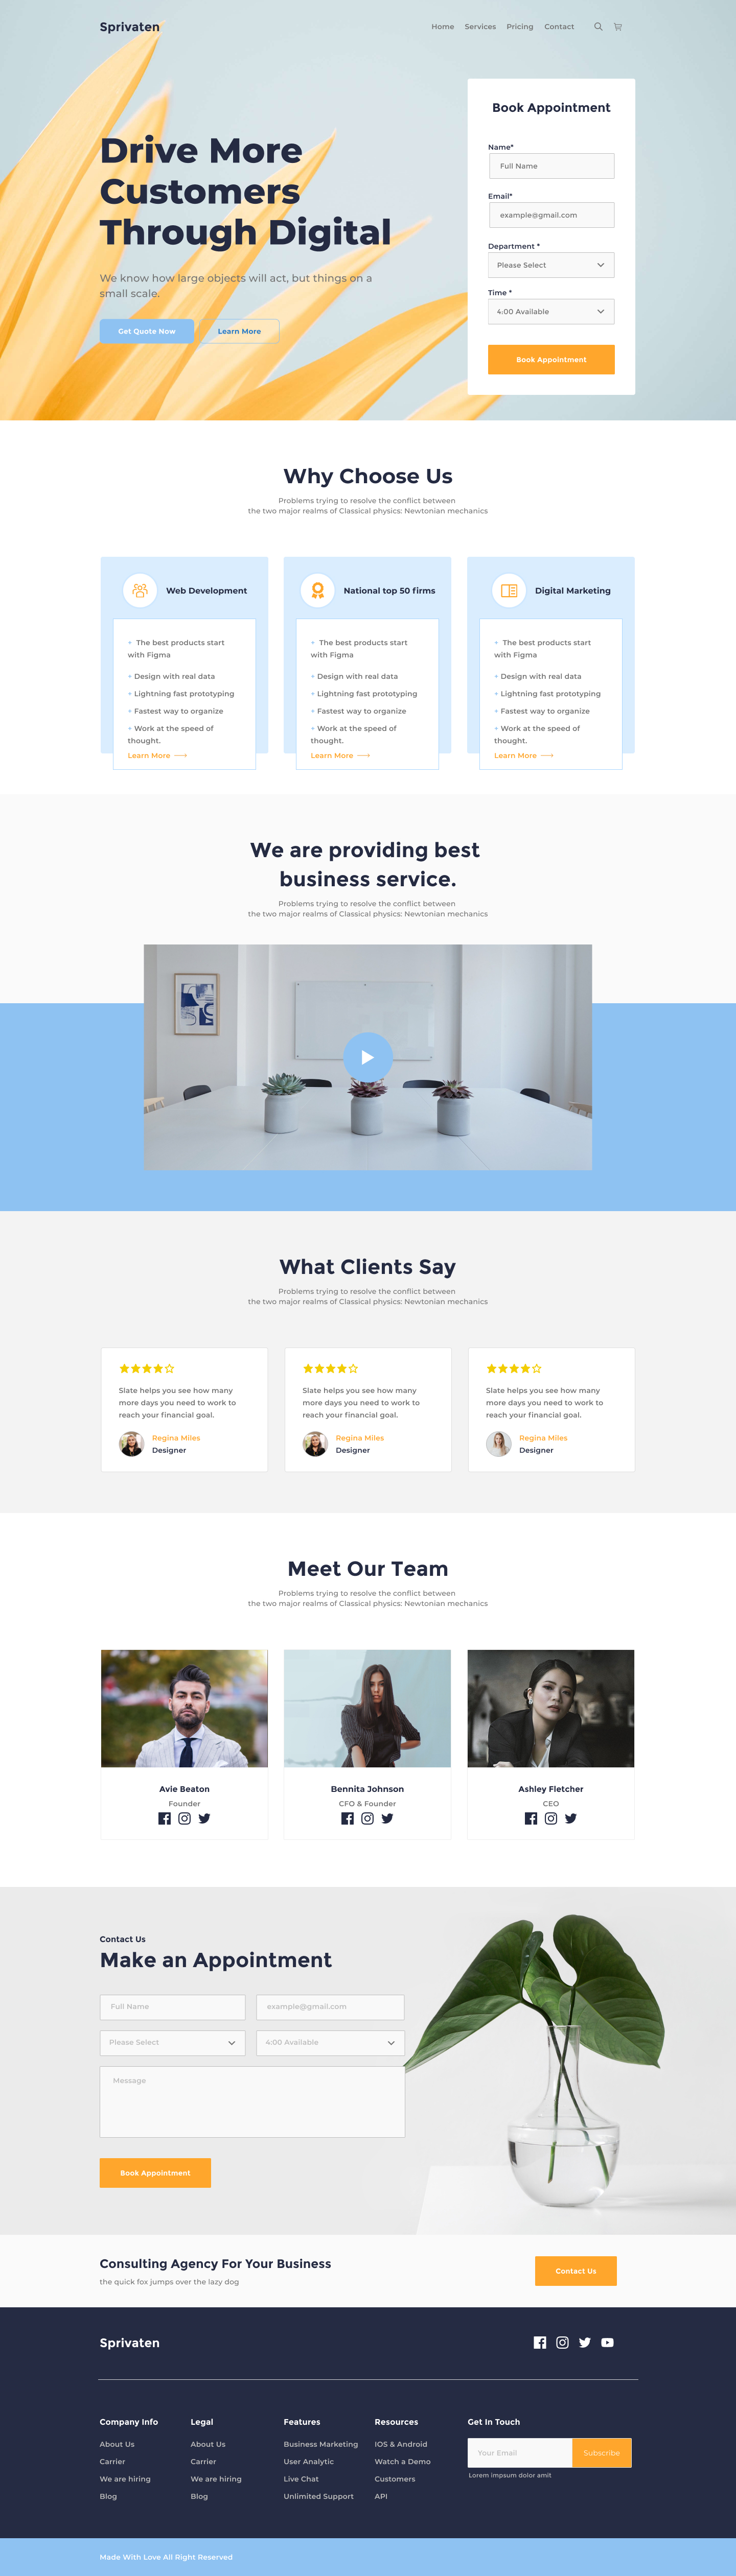 Sprivaten
Home Services Pricing Contact
Drive More
Customers
Through Digital
We know how large objects will act, but things on a
small scale.
Get Quote Now
Learn More
Book Appointment
Name*
Full Name
Email*
example@gmail.com
Department *
Please Select
Time *
4:00 Available
Book Appointment
Why Choose Us
Problems trying to resolve the conflict between
the two major realms of Classical physics: Newtonian mechanics
Web Development
+ The best products start
with Figma
+ Design with real data
+ Lightning fast prototyping
+ Fastest way to organize
+ Work at the speed of
thought.
Learn More
National top 50 firms
+ The best products start
with Figma
+ Design with real data
+ Lightning fast prototyping
+ Fastest way to organize
+ Work at the speed of
thought.
Learn More
Digital Marketing
+ The best products start
with Figma
+ Design with real data
+ Lightning fast prototyping
+ Fastest way to organize
+ Work at the speed of
thought.
Learn More
We are providing best
business service.
Problems trying to resolve the conflict between
the two major realms of Classical physics: Newtonian mechanics
What Clients Say
Problems trying to resolve the conflict between
the two major realms of Classical physics: Newtonian mechanics
Slate helps you see how many
more days you need to work to
reach your financial goal.
Regina Miles
Designer
Slate helps you see how many
more days you need to work to
reach your financial goal.
Regina Miles
Designer
Slate helps you see how many
more days you need to work to
reach your financial goal.
Regina Miles
Designer
Meet Our Team
Problems trying to resolve the conflict between
the two major realms of Classical physics: Newtonian mechanics
Avie Beaton
Founder
Bennita Johnson
CFO & Founder
Ashley Fletcher
CEO
Contact Us
Make an Appointment
Full Name
example@gmail.com
Please Select
4:00 Available
Message
Book Appointment
Consulting Agency For Your Business
the quick fox jumps over the lazy dog
Contact Us
Sprivaten
Company Info
About Us
Carrier
We are hiring
Blog
Legal
About Us
Carrier
We are hiring
Blog
Features
Business Marketing
User Analytic
Live Chat
Unlimited Support
Resources
IOS & Android
Watch a Demo
Customers
API
Get In Touch
Your Email
Subscribe
Lorem impsum dolor amit
Made With Love All Right Reserved